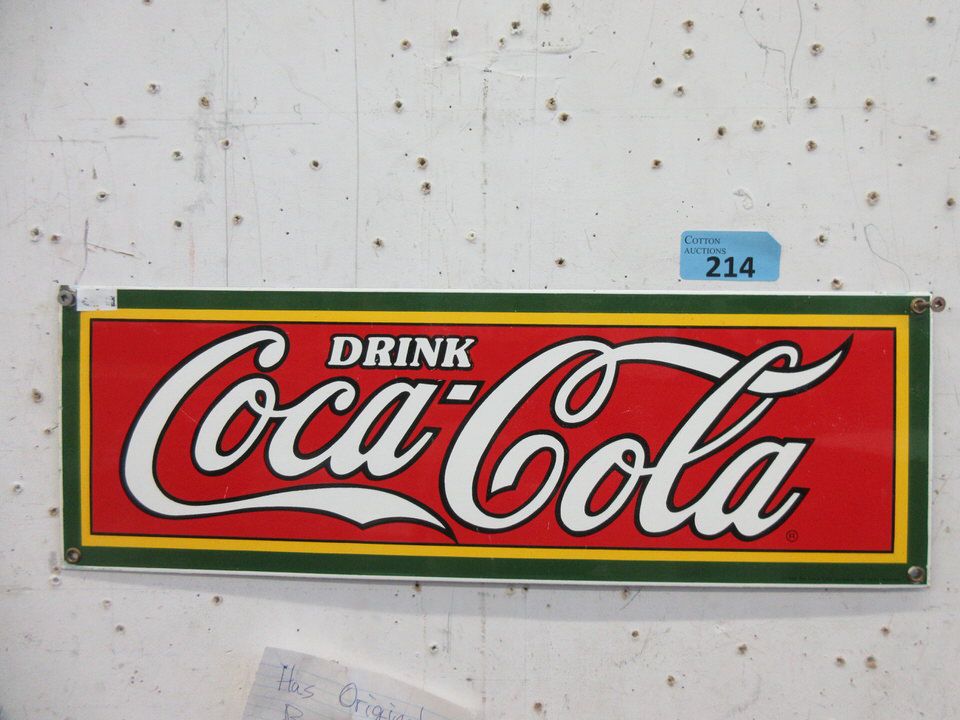 COTTON
AUCTIONS
214
DRINK
Coca-Cola
®
Has Original